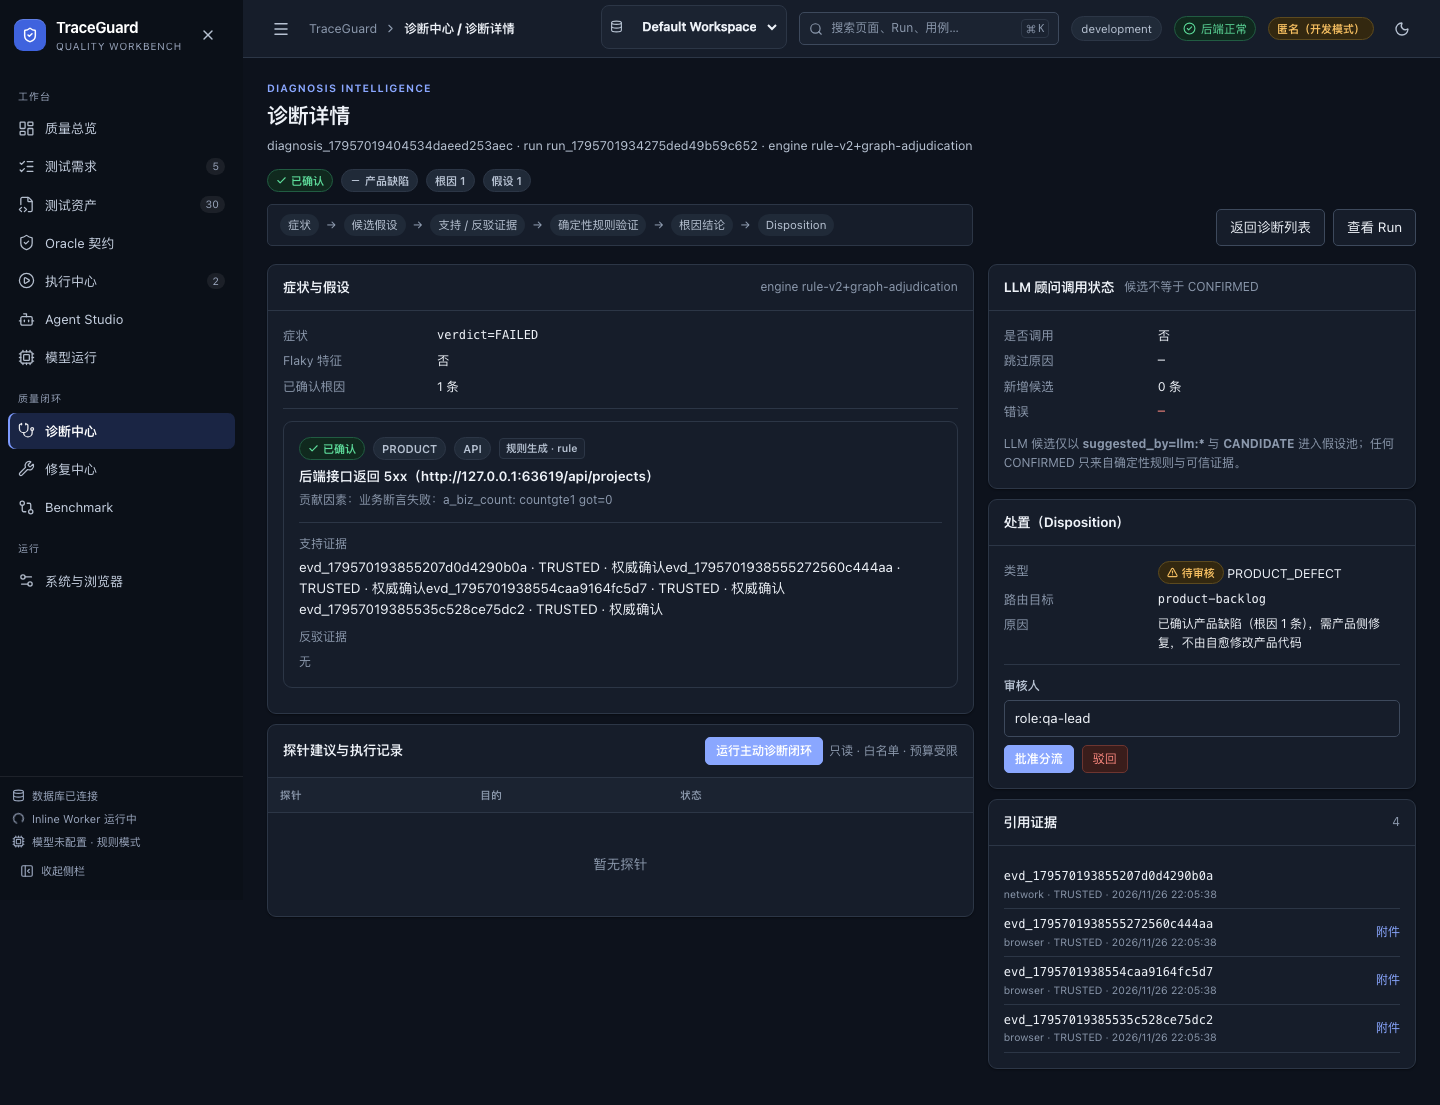 TraceGuard
QUALITY WORKBENCH
工作台
质量总览
测试需求 5
测试资产 30
Oracle 契约
执行中心 2
Agent Studio
模型运行
质量闭环
诊断中心
修复中心
Benchmark
运行
系统与浏览器
数据库已连接
Inline Worker 运行中
模型未配置 · 规则模式
收起侧栏
TraceGuard > 诊断中心 / 诊断详情
Default Workspace
搜索页面、Run、用例... ⌘K
development
后端正常
匿名（开发模式）
DIAGNOSIS INTELLIGENCE
诊断详情
diagnosis_17957019404534daeed253aec · run run_1795701934275ded49b59c652 · engine rule-v2+graph-adjudication
已确认 产品缺陷 根因 1 假设 1
症状 → 候选假设 → 支持 / 反驳证据 → 确定性规则验证 → 根因结论 → Disposition
返回诊断列表 查看 Run
症状与假设 engine rule-v2+graph-adjudication
症状 verdict=FAILED
Flaky 特征 否
已确认根因 1 条
已确认 PRODUCT API 规则生成 · rule
后端接口返回 5xx（http://127.0.0.1:63619/api/projects）
贡献因素：业务断言失败：a_biz_count: countgte1 got=0
支持证据
evd_179570193855207d0d4290b0a · TRUSTED · 权威确认evd_1795701938555272560c444aa ·
TRUSTED · 权威确认evd_1795701938554caa9164fc5d7 · TRUSTED · 权威确认
evd_17957019385535c528ce75dc2 · TRUSTED · 权威确认
反驳证据
无
探针建议与执行记录 运行主动诊断闭环 只读 · 白名单 · 预算受限
探针 目的 状态
暂无探针
LLM 顾问调用状态 候选不等于 CONFIRMED
是否调用 否
跳过原因 —
新增候选 0 条
错误 —
LLM 候选仅以 suggested_by=llm:* 与 CANDIDATE 进入假设池；任何
CONFIRMED 只来自确定性规则与可信证据。
处置（Disposition）
类型 待审核 PRODUCT_DEFECT
路由目标 product-backlog
原因 已确认产品缺陷（根因 1 条），需产品侧修
复，不由自愈修改产品代码
审核人
role:qa-lead
批准分流 驳回
引用证据 4
evd_179570193855207d0d4290b0a
network · TRUSTED · 2026/11/26 22:05:38
evd_1795701938555272560c444aa
browser · TRUSTED · 2026/11/26 22:05:38 附件
evd_1795701938554caa9164fc5d7
browser · TRUSTED · 2026/11/26 22:05:38 附件
evd_17957019385535c528ce75dc2
browser · TRUSTED · 2026/11/26 22:05:38 附件